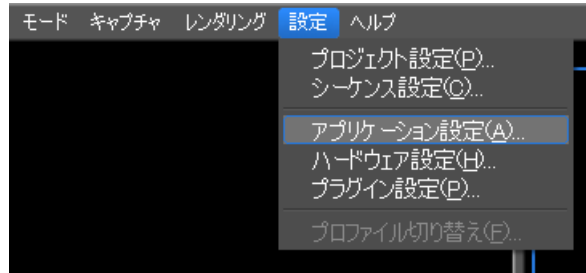 モード キャプチャ レンダリング 設定 ヘルプ
プロジェクト設定(P)...
シーケンス設定(Q)...
アプリケーション設定(A)...
ハードウェア設定(H)...
プラグイン設定(P)...
プロファイル切り替え(F)...